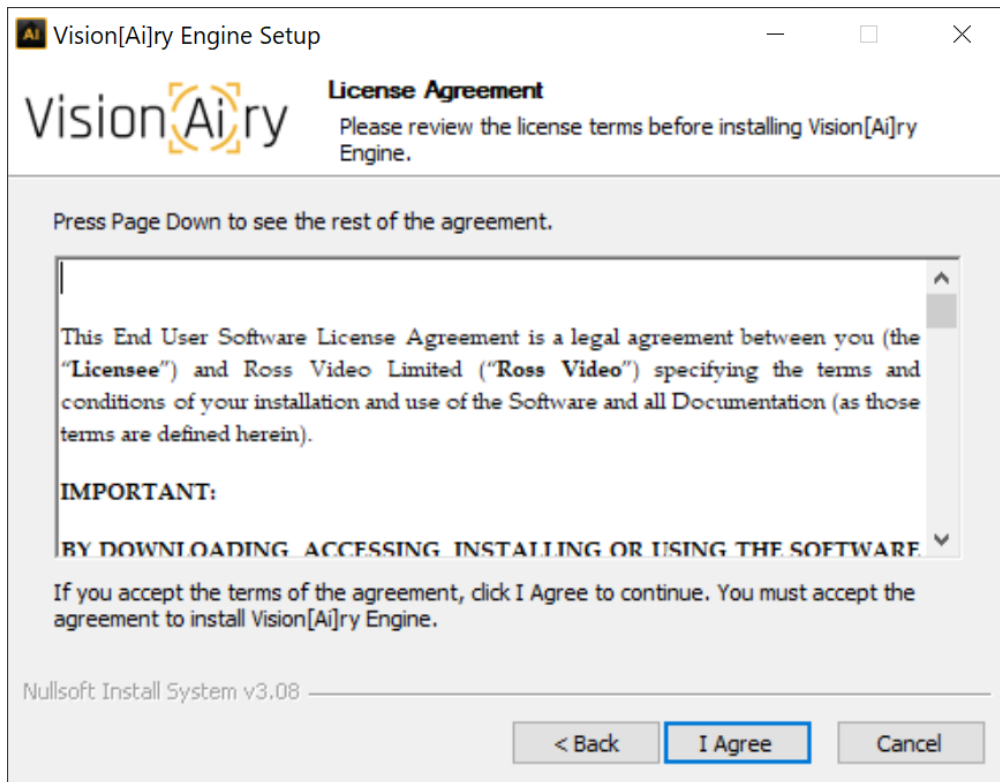 Ai Vision[Ai]ry Engine Setup
Vision[Ai]ry
License Agreement
Please review the license terms before installing Vision[Ai]ry
Engine.
Press Page Down to see the rest of the agreement.
This End User Software License Agreement is a legal agreement between you (the
“Licensee”) and Ross Video Limited (“Ross Video”) specifying the terms and
conditions of your installation and use of the Software and all Documentation (as those
terms are defined herein).
IMPORTANT:
BY DOWNLOADING, ACCESSING, INSTALLING OR USING THE SOFTWARE
If you accept the terms of the agreement, click I Agree to continue. You must accept the
agreement to install Vision[Ai]ry Engine.
Nullsoft Install System v3.08
< Back
I Agree
Cancel